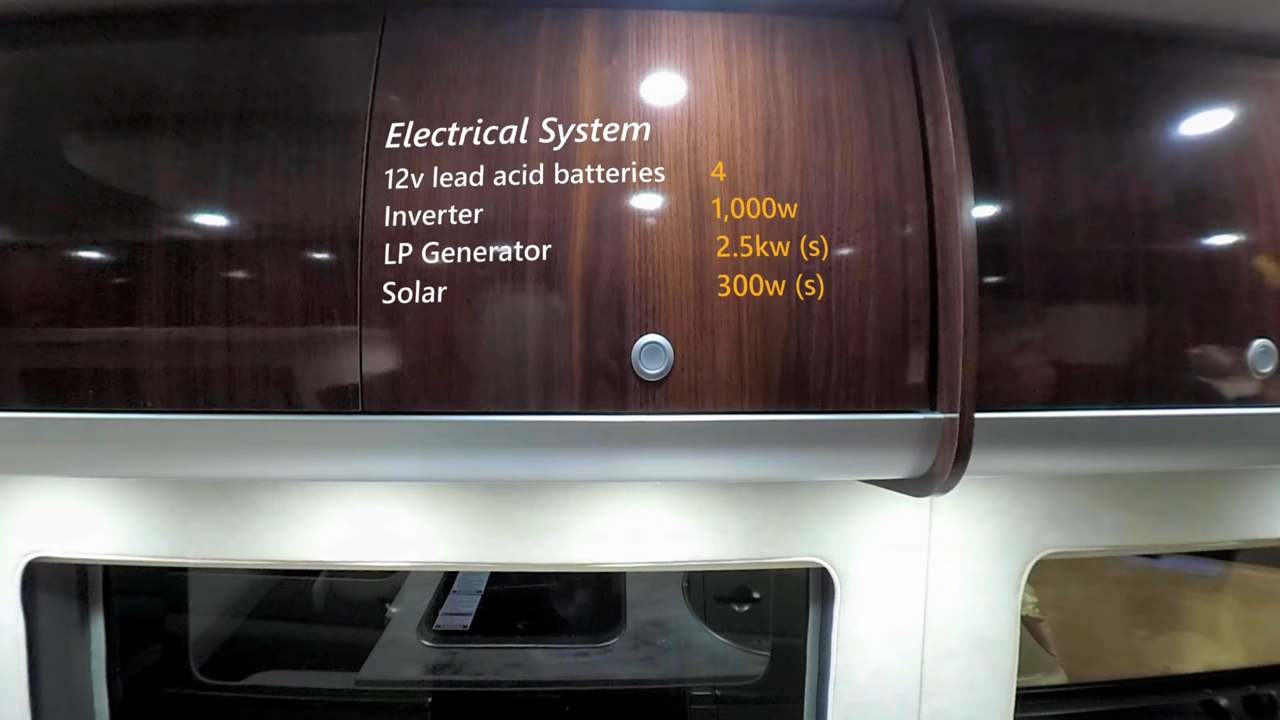 Electrical System
12v lead acid batteries 4
Inverter 1,000w
LP Generator 2.5kw (s)
Solar 300w (s)